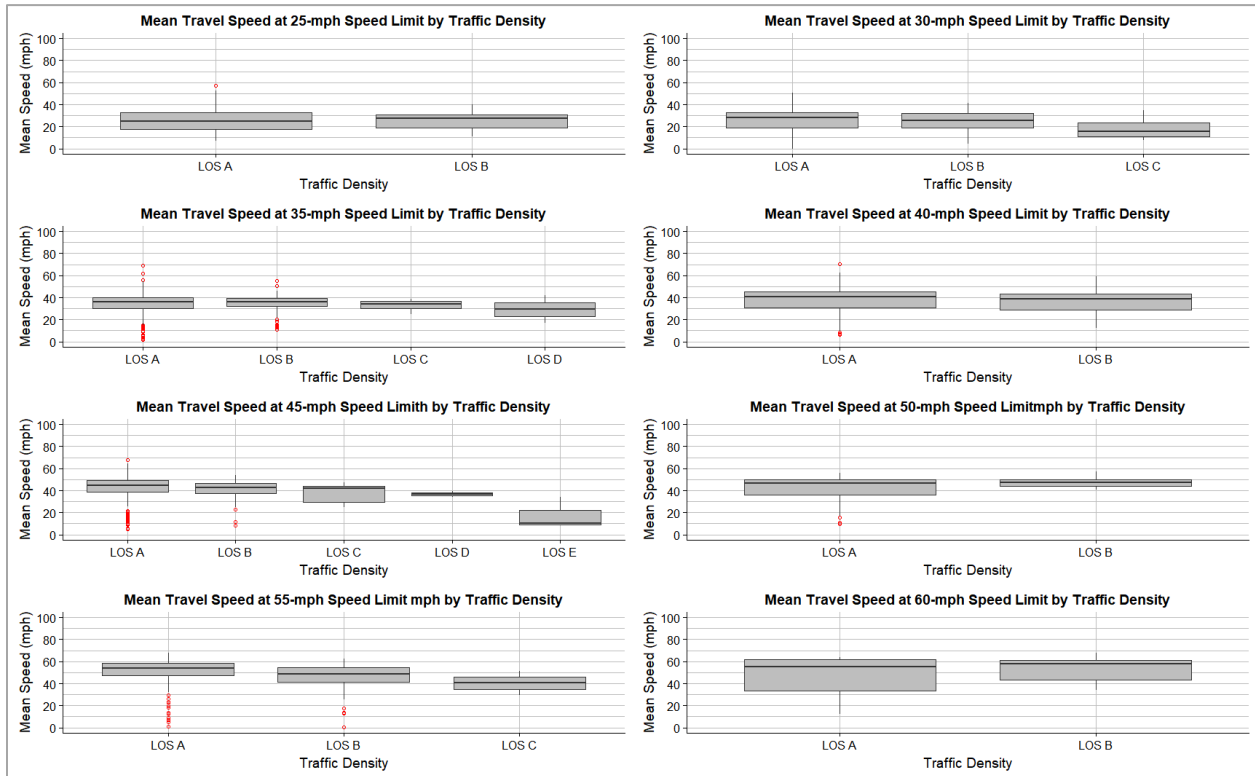 Mean Travel Speed at 25-mph Speed Limit by Traffic Density
Mean Speed (mph)
100
80
60
40
20
0
LOS A LOS B
Traffic Density
Mean Travel Speed at 30-mph Speed Limit by Traffic Density
Mean Speed (mph)
100
80
60
40
20
0
LOS A LOS B LOS C
Traffic Density
Mean Travel Speed at 35-mph Speed Limit by Traffic Density
Mean Speed (mph)
100
80
60
40
20
0
LOS A LOS B LOS C LOS D
Traffic Density
Mean Travel Speed at 40-mph Speed Limit by Traffic Density
Mean Speed (mph)
100
80
60
40
20
0
LOS A LOS B
Traffic Density
Mean Travel Speed at 45-mph Speed Limith by Traffic Density
Mean Speed (mph)
100
80
60
40
20
0
LOS A LOS B LOS C LOS D LOS E
Traffic Density
Mean Travel Speed at 50-mph Speed Limitmph by Traffic Density
Mean Speed (mph)
100
80
60
40
20
0
LOS A LOS B
Traffic Density
Mean Travel Speed at 55-mph Speed Limit mph by Traffic Density
Mean Speed (mph)
100
80
60
40
20
0
LOS A LOS B LOS C
Traffic Density
Mean Travel Speed at 60-mph Speed Limit by Traffic Density
Mean Speed (mph)
100
80
60
40
20
0
LOS A LOS B
Traffic Density